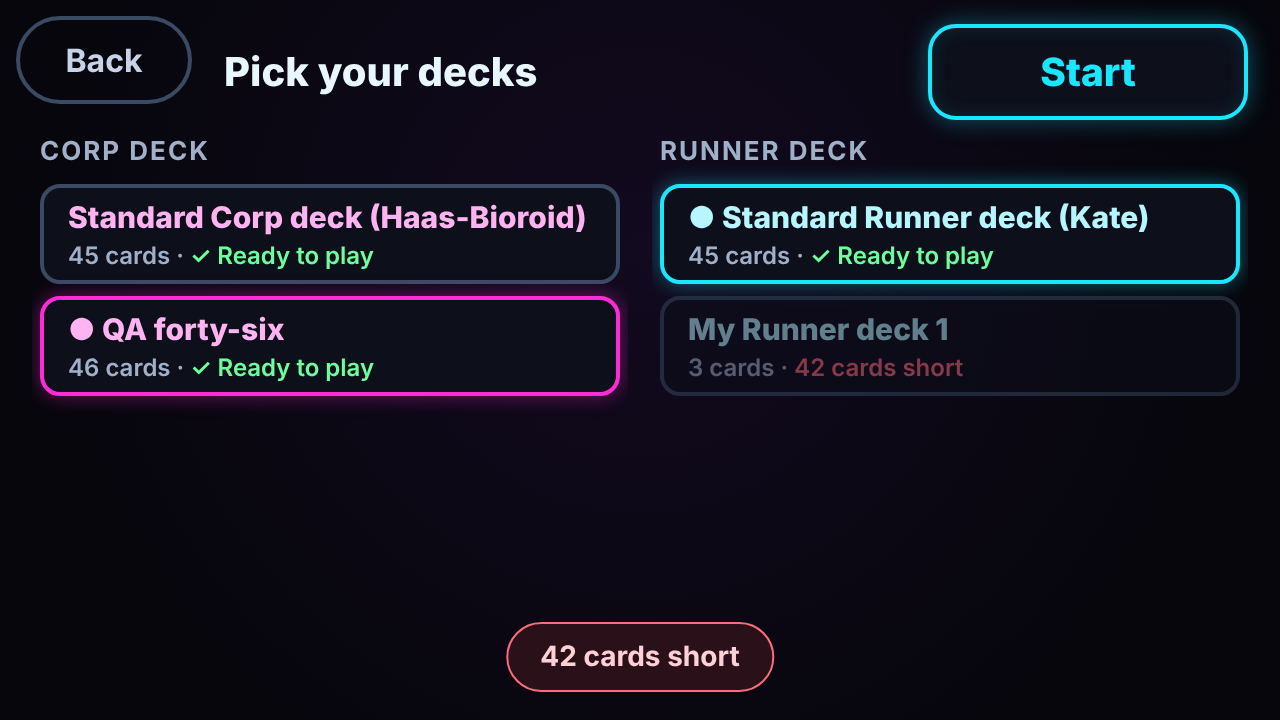 Back
Pick your decks
Start
CORP DECK
Standard Corp deck (Haas-Bioroid)
45 cards · ✓ Ready to play
● QA forty-six
46 cards · ✓ Ready to play
RUNNER DECK
● Standard Runner deck (Kate)
45 cards · ✓ Ready to play
My Runner deck 1
3 cards · 42 cards short
42 cards short